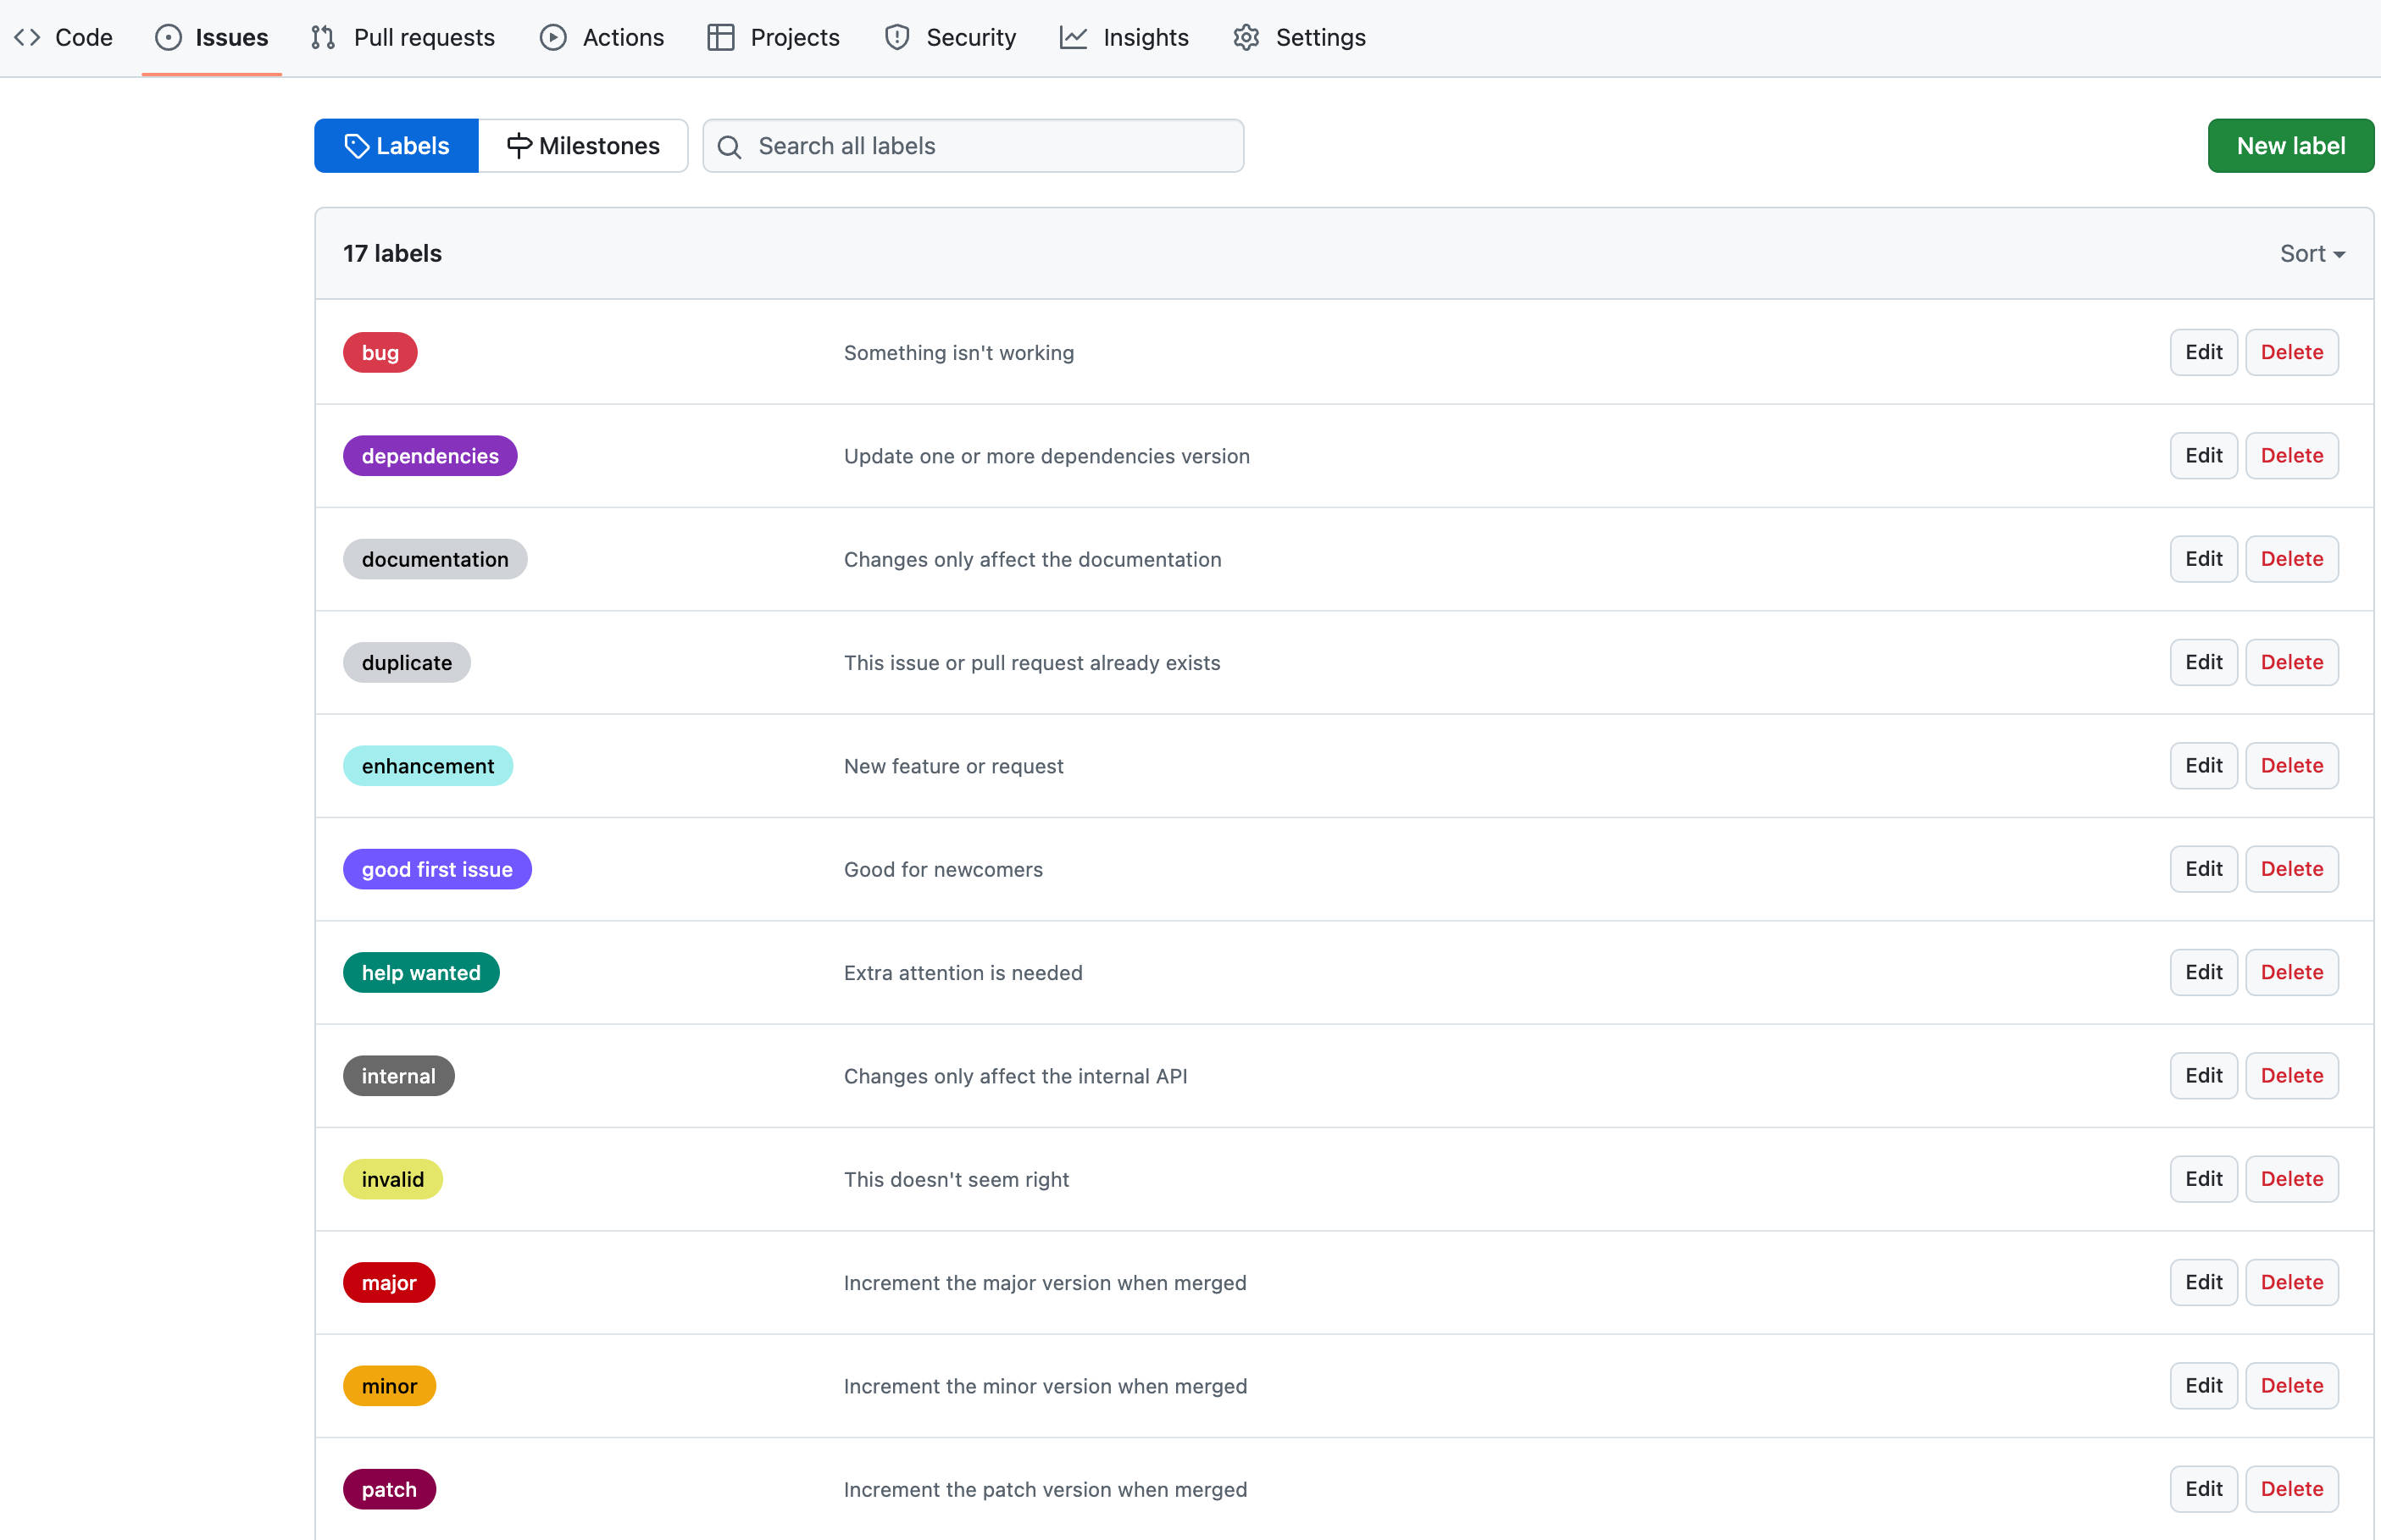 Code Issues Pull requests Actions Projects Security Insights Settings
Labels Milestones Search all labels New label
17 labels Sort
bug Something isn't working Edit Delete
dependencies Update one or more dependencies version Edit Delete
documentation Changes only affect the documentation Edit Delete
duplicate This issue or pull request already exists Edit Delete
enhancement New feature or request Edit Delete
good first issue Good for newcomers Edit Delete
help wanted Extra attention is needed Edit Delete
internal Changes only affect the internal API Edit Delete
invalid This doesn't seem right Edit Delete
major Increment the major version when merged Edit Delete
minor Increment the minor version when merged Edit Delete
patch Increment the patch version when merged Edit Delete